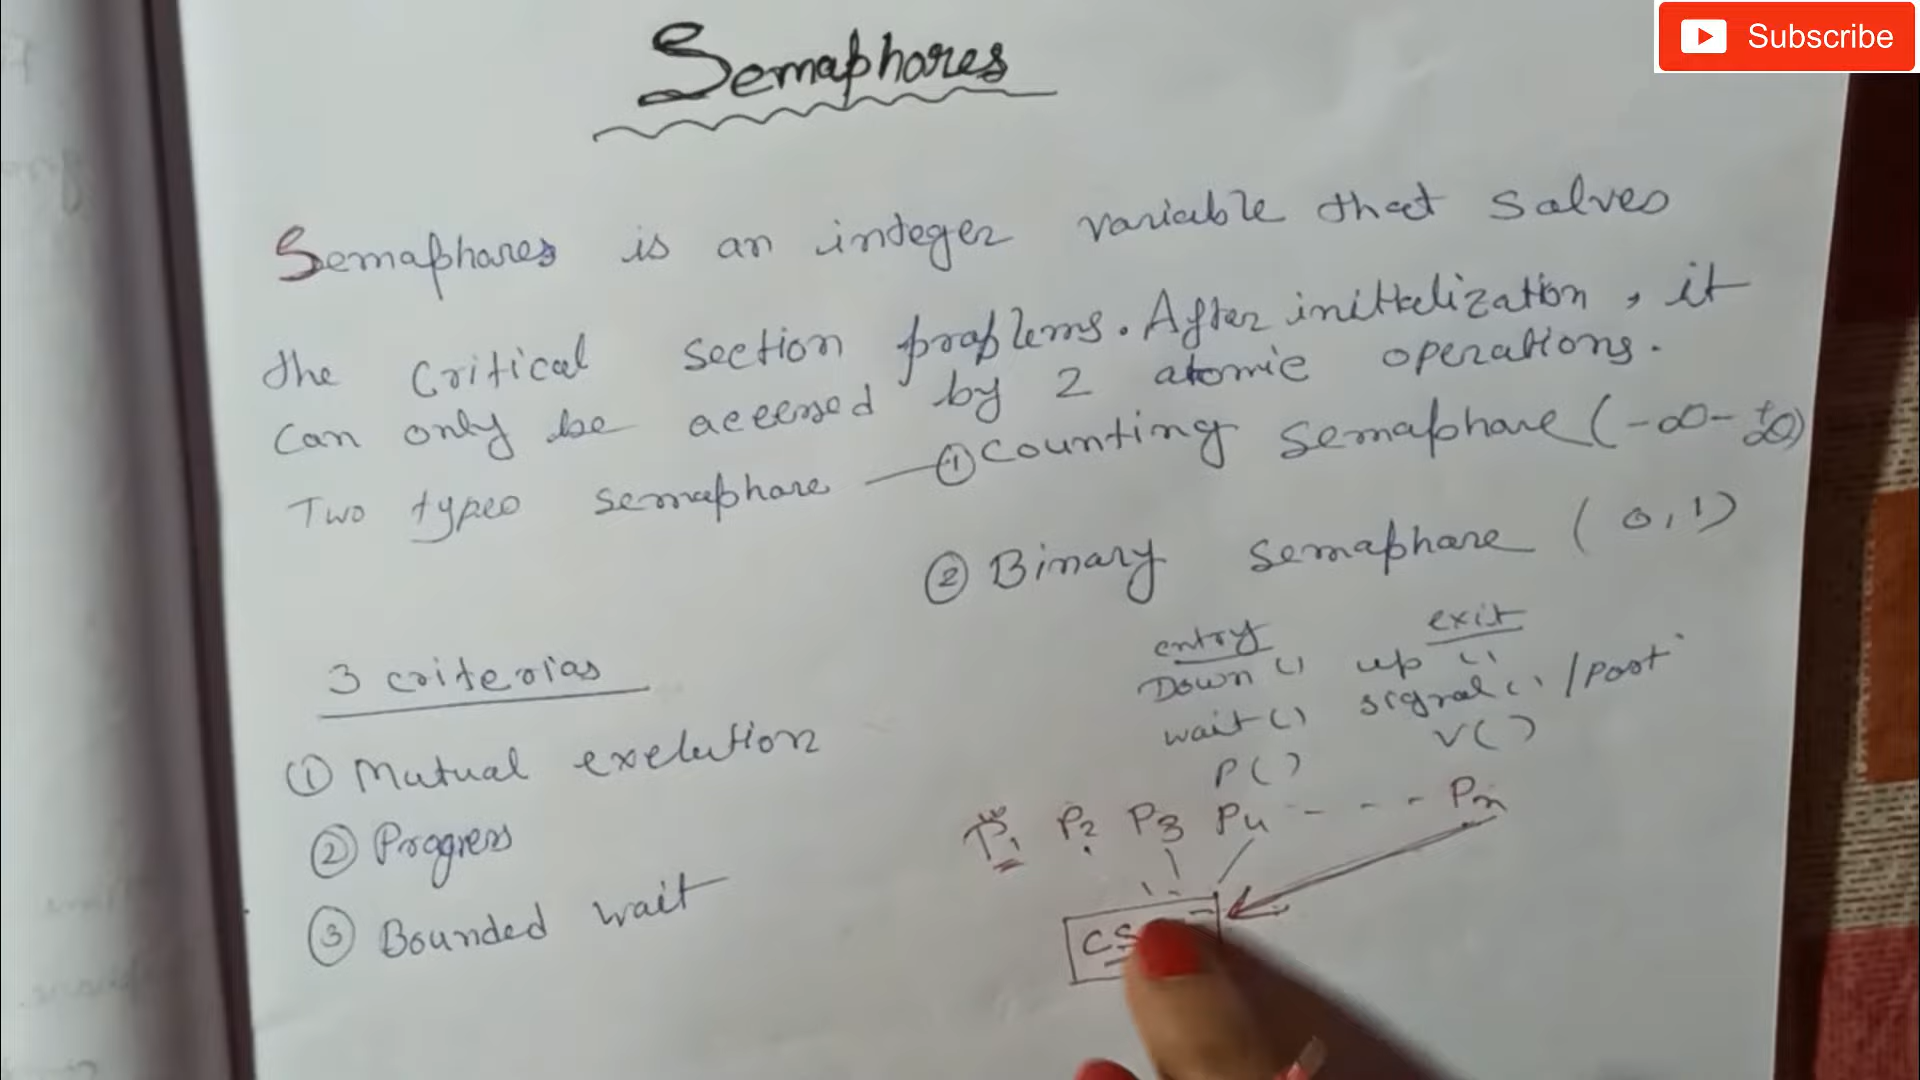 Subscribe
Semaphores
Semaphores is an integer variable that solves
the critical section problems. After initialization, it
can only be accessed by 2 atomic operations.
Two types semaphore — ① Counting semaphore (-∞ - +∞)
② Binary semaphore (0,1)
3 criterias
① Mutual exclution
② Progress
③ Bounded wait
entry exit
Down() up()
wait() signal() / Post
P() V()
P1 P2 P3 P4 - - - - Pn
CS